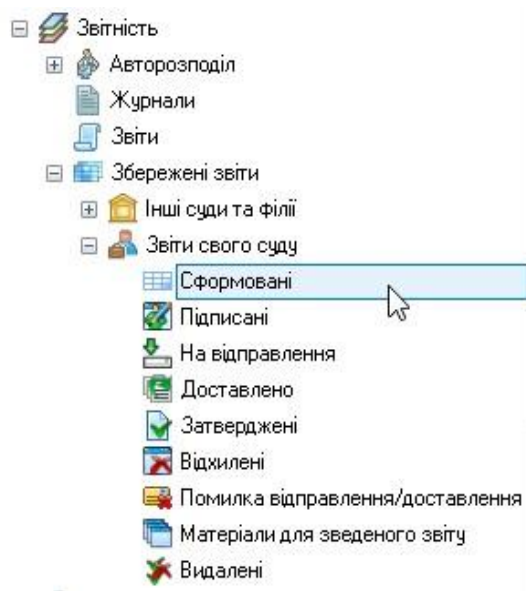 Звітність
Авторозподіл
Журнали
Звіти
Збережені звіти
Інші суди та філії
Звіти свого суду
Сформовані
Підписані
На відправлення
Доставлено
Затверджені
Відхилені
Помилка відправлення/доставлення
Матеріали для зведеного звіту
Видалені